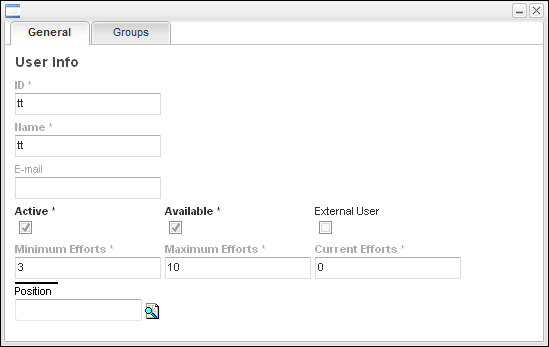 General Groups
User Info
ID *
tt
Name *
tt
E-mail
Active * Available * External User
Minimum Efforts * Maximum Efforts * Current Efforts *
3 10 0
Position